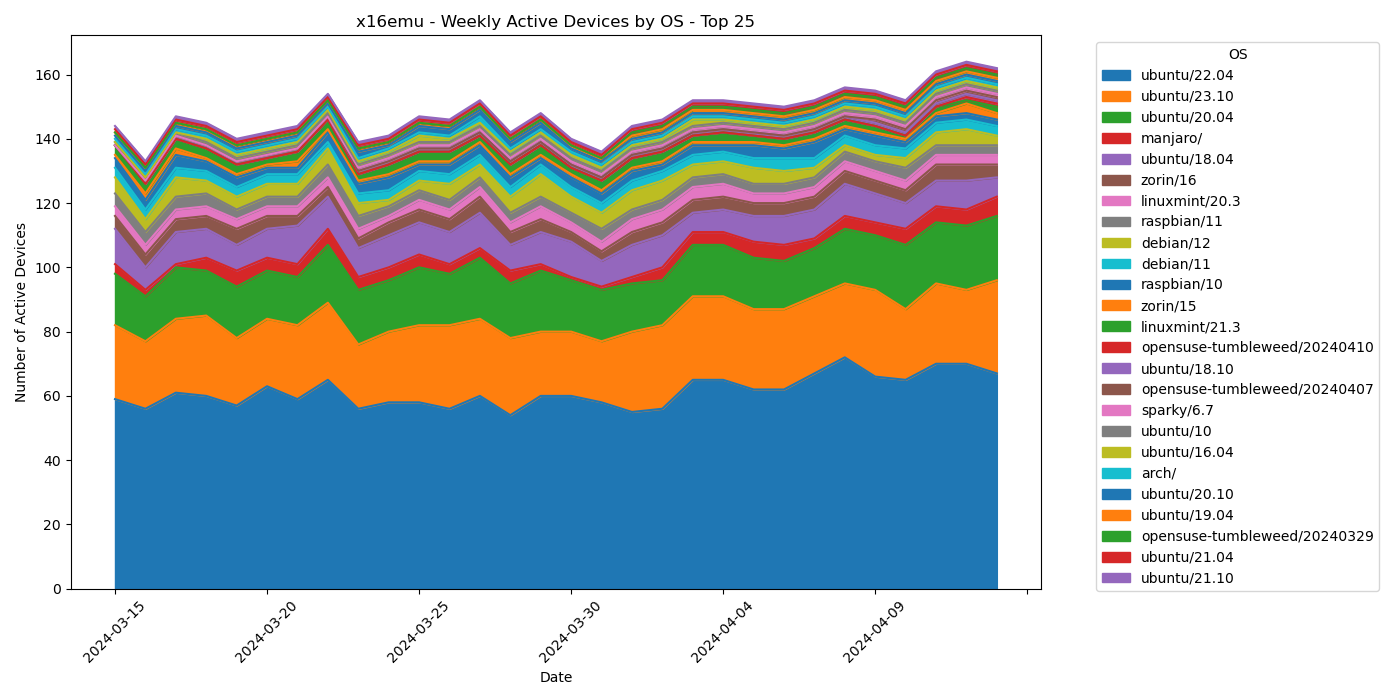 x16emu - Weekly Active Devices by OS - Top 25
Number of Active Devices
160
140
120
100
80
60
40
20
0
2024-03-15
2024-03-20
2024-03-25
2024-03-30
2024-04-04
2024-04-09
Date
OS
ubuntu/22.04
ubuntu/23.10
ubuntu/20.04
manjaro/
ubuntu/18.04
zorin/16
linuxmint/20.3
raspbian/11
debian/12
debian/11
raspbian/10
zorin/15
linuxmint/21.3
opensuse-tumbleweed/20240410
ubuntu/18.10
opensuse-tumbleweed/20240407
sparky/6.7
ubuntu/10
ubuntu/16.04
arch/
ubuntu/20.10
ubuntu/19.04
opensuse-tumbleweed/20240329
ubuntu/21.04
ubuntu/21.10